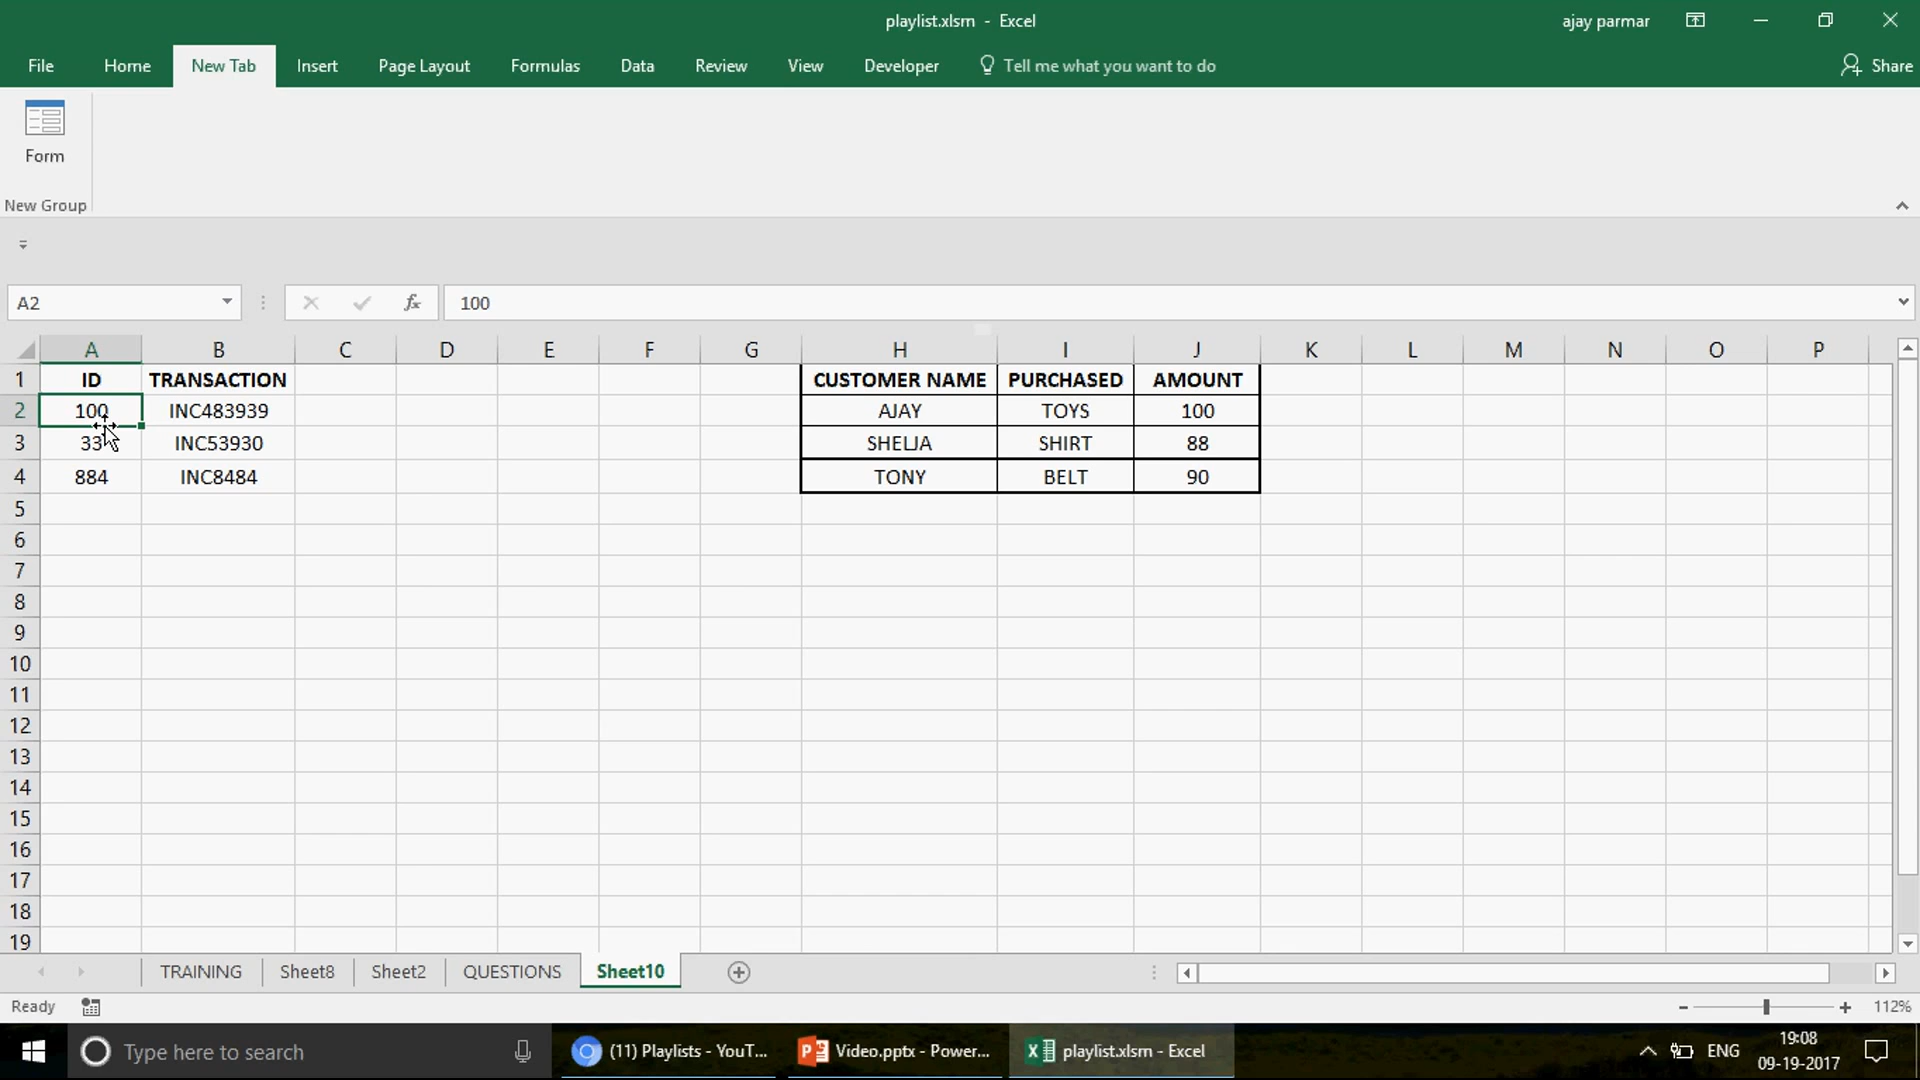 playlist.xlsm - Excel
ajay parmar
File Home New Tab Insert Page Layout Formulas Data Review View Developer Tell me what you want to do Share
Form
New Group
A2 fx 100
A B C D E F G H I J K L M N O P
1 ID TRANSACTION CUSTOMER NAME PURCHASED AMOUNT
2 100 INC483939 AJAY TOYS 100
3 33 INC53930 SHELJA SHIRT 88
4 884 INC8484 TONY BELT 90
5
6
7
8
9
10
11
12
13
14
15
16
17
18
19
TRAINING Sheet8 Sheet2 QUESTIONS Sheet10
Ready 112%
Type here to search (11) Playlists - YouT... Video.pptx - Power... playlist.xlsm - Excel ENG 19:08
09-19-2017